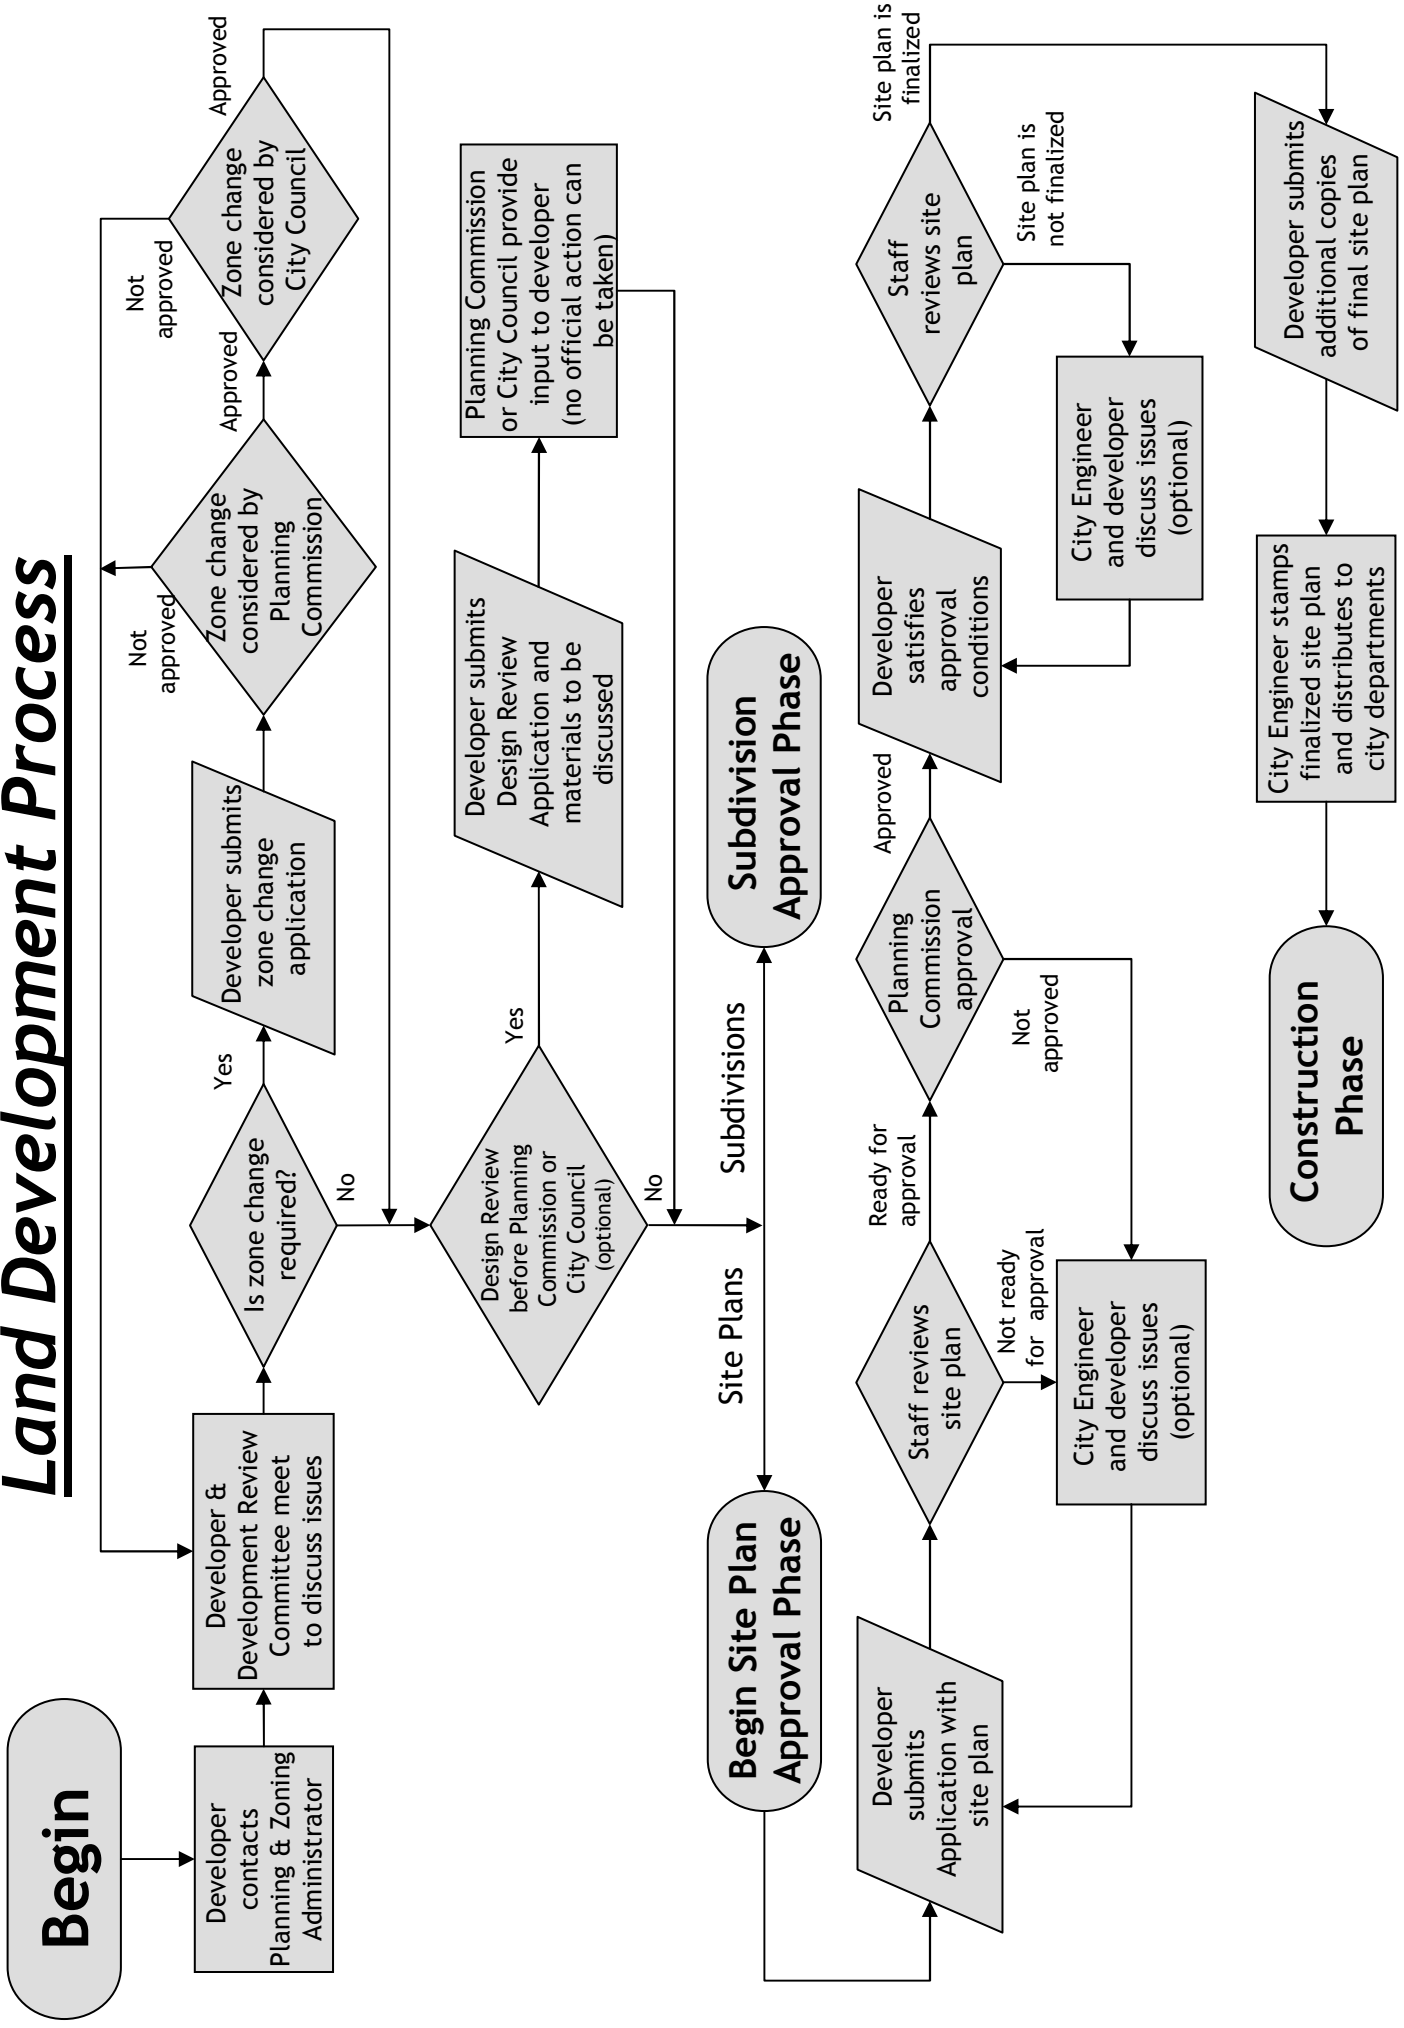 Land Development Process
Begin
Developer
contacts
Planning & Zoning
Administrator
Developer &
Development Review
Committee meet
to discuss issues
Is zone change
required?
Yes
No
Developer submits
zone change
application
Zone change
considered by
Planning
Commission
Not
approved
Approved
Zone change
considered by
City Council
Not
approved
Approved
Design Review
before Planning
Commission or
City Council
(optional)
Yes
No
Developer submits
Design Review
Application and
materials to be
discussed
Planning Commission
or City Council provide
input to developer
(no official action can
be taken)
Site Plans
Subdivisions
Begin Site Plan
Approval Phase
Subdivision
Approval Phase
Developer
submits
Application with
site plan
Staff reviews
site plan
Ready for
approval
Not ready
for approval
City Engineer
and developer
discuss issues
(optional)
Planning
Commission
approval
Approved
Not
approved
Developer
satisfies
approval
conditions
Staff
reviews site
plan
Site plan is
finalized
Site plan is
not finalized
City Engineer
and developer
discuss issues
(optional)
Developer submits
additional copies
of final site plan
City Engineer stamps
finalized site plan
and distributes to
city departments
Construction
Phase